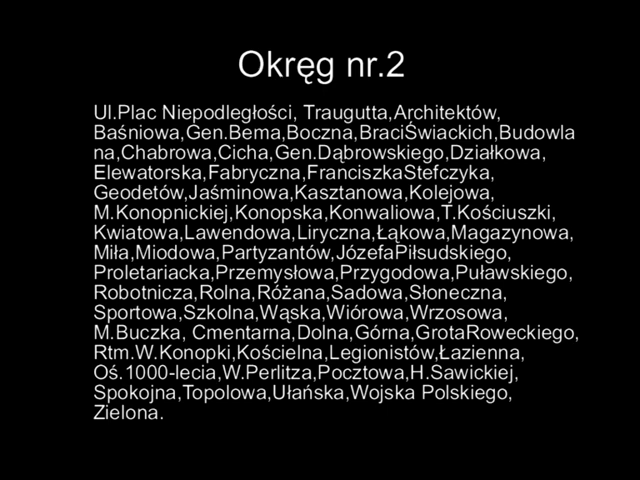 Okręg nr.2
Ul.Plac Niepodległości, Traugutta,Architektów,
Baśniowa,Gen.Bema,Boczna,BraciŚwiackich,Budowla
na,Chabrowa,Cicha,Gen.Dąbrowskiego,Działkowa,
Elewatorska,Fabryczna,FranciszkaStefczyka,
Geodetów,Jaśminowa,Kasztanowa,Kolejowa,
M.Konopnickiej,Konopska,Konwaliowa,T.Kościuszki,
Kwiatowa,Lawendowa,Liryczna,Łąkowa,Magazynowa,
Miła,Miodowa,Partyzantów,JózefaPiłsudskiego,
Proletariacka,Przemysłowa,Przygodowa,Puławskiego,
Robotnicza,Rolna,Różana,Sadowa,Słoneczna,
Sportowa,Szkolna,Wąska,Wiórowa,Wrzosowa,
M.Buczka, Cmentarna,Dolna,Górna,GrotaRoweckiego,
Rtm.W.Konopki,Kościelna,Legionistów,Łazienna,
Oś.1000-lecia,W.Perlitza,Pocztowa,H.Sawickiej,
Spokojna,Topolowa,Ułańska,Wojska Polskiego,
Zielona.